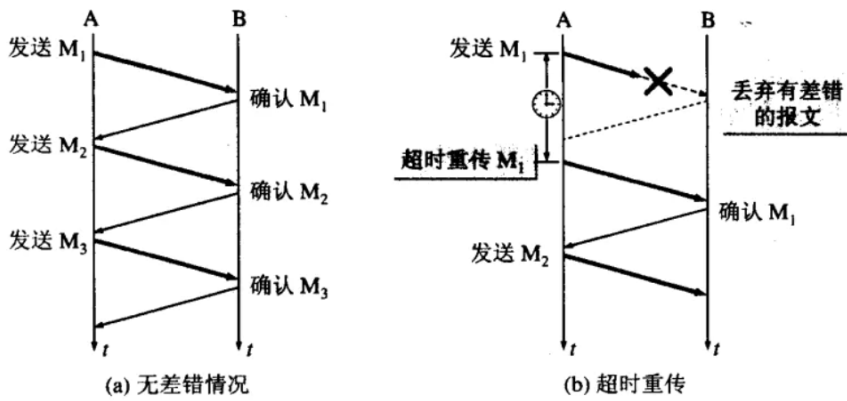 A
B
发送 M₁
确认 M₁
发送 M₂
确认 M₂
发送 M₃
确认 M₃
t
t
(a) 无差错情况
A
B
发送 M₁
丢弃有差错
的报文
超时重传 M₁
确认 M₁
发送 M₂
t
t
(b) 超时重传